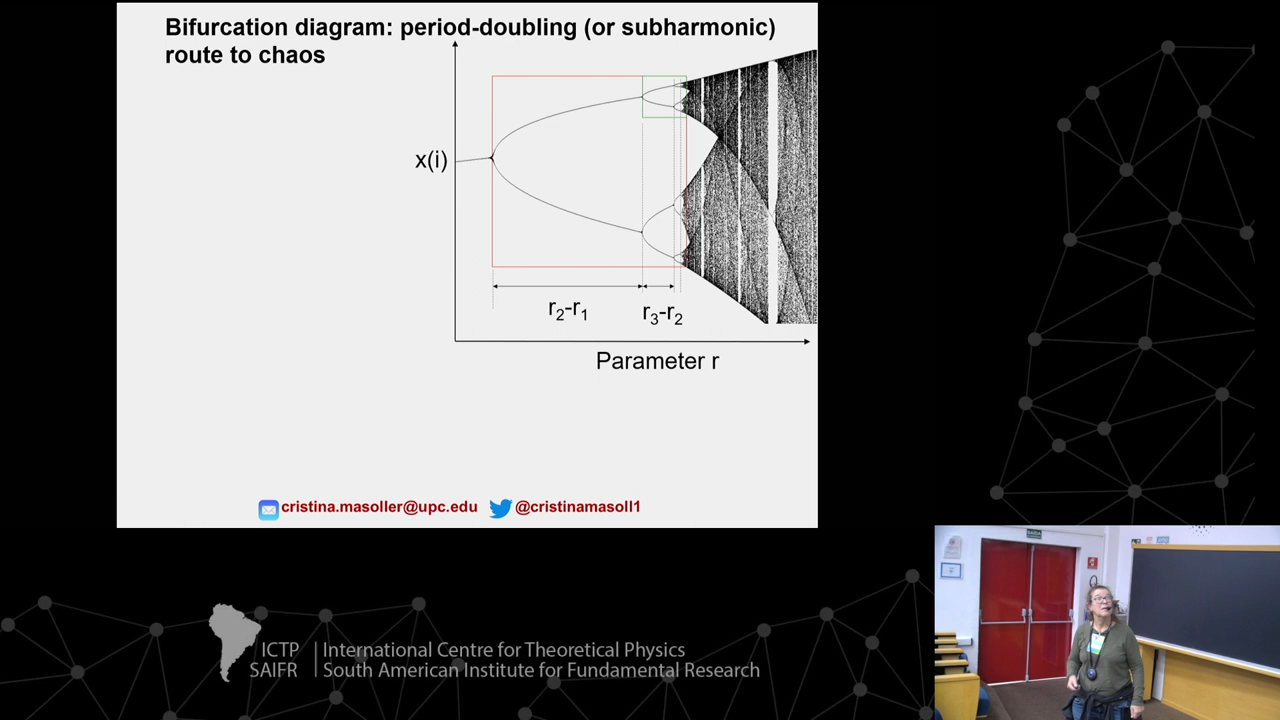 Bifurcation diagram: period-doubling (or subharmonic)
route to chaos
x(i)
r₂-r₁
r₃-r₂
Parameter r
cristina.masoller@upc.edu @cristinamasoll1
ICTP International Centre for Theoretical Physics
SAIFR South American Institute for Fundamental Research